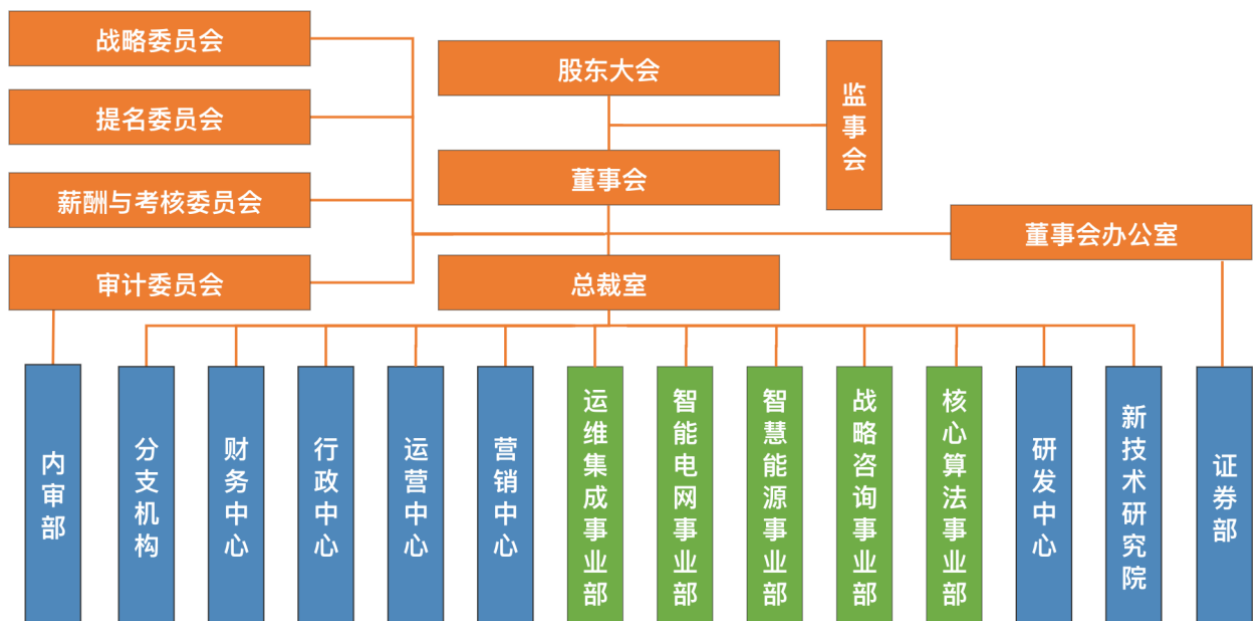 战略委员会
提名委员会
薪酬与考核委员会
审计委员会
股东大会
监事会
董事会
董事会办公室
总裁室
内审部
分支机构
财务中心
行政中心
运营中心
营销中心
运维集成事业部
智能电网事业部
智慧能源事业部
战略咨询事业部
核心算法事业部
研发中心
新技术研究院
证券部